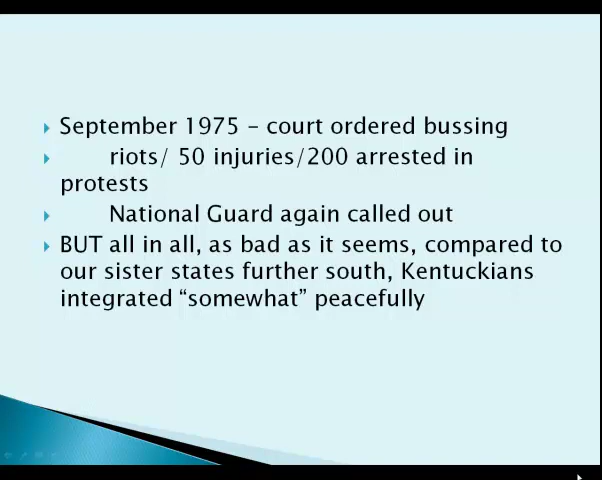 September 1975 – court ordered bussing
riots/ 50 injuries/200 arrested in
protests
National Guard again called out
BUT all in all, as bad as it seems, compared to
our sister states further south, Kentuckians
integrated “somewhat” peacefully